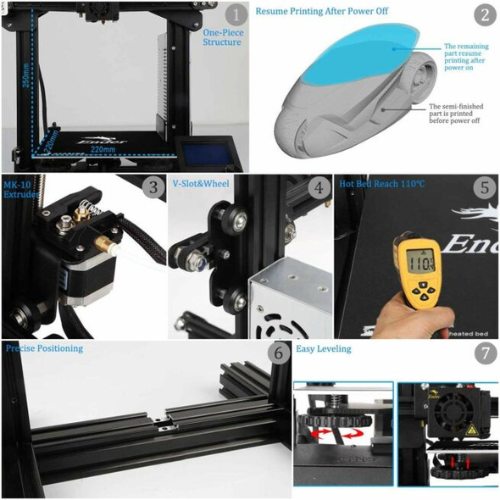 1
One-Piece
Structure
250mm
220mm
220mm
Ender
Resume Printing After Power Off
2
The remaining
part resume
printing after
power on
The semi-finished
part is printed
before power off
MK-10
Extruder
3
V-Slot&Wheel
4
Hot Bed Reach 110℃
5
110
heated bed
Precise Positioning
6
Easy Leveling
7